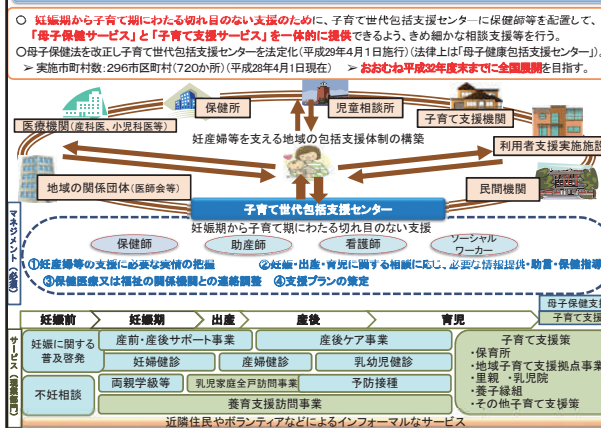 ○ 妊娠期から子育て期にわたる切れ目のない支援のために、子育て世代包括支援センターに保健師等を配置して、
「母子保健サービス」と「子育て支援サービス」を一体的に提供できるよう、きめ細かな相談支援等を行う。
○母子保健法を改正し子育て世代包括支援センターを法定化(平成29年4月1日施行)(法律上は「母子健康包括支援センター」)。
➢ 実施市町村数:296市区町村(720か所)(平成28年4月1日現在) ➢ おおむね平成32年度末までに全国展開を目指す。
保健所
児童相談所
子育て支援機関
医療機関(産科医、小児科医等)
妊産婦等を支える地域の包括支援体制の構築
利用者支援実施施設
地域の関係団体(医師会等)
民間機関
子育て世代包括支援センター
妊娠期から子育て期にわたる切れ目のない支援
マネジメント(必須)
保健師
助産師
看護師
ソーシャル
ワーカー
①妊産婦等の支援に必要な実情の把握 ②妊娠・出産・育児に関する相談に応じ、必要な情報提供・助言・保健指導
③保健医療又は福祉の関係機関との連絡調整 ④支援プランの策定
母子保健支援
子育て支援
妊娠前
妊娠期
出産
産後
育児
サービス
妊娠に関する
普及啓発
産前・産後サポート事業
産後ケア事業
子育て支援策
・保育所
・地域子育て支援拠点事業
・里親 ・乳児院
・養子縁組
・その他子育て支援策
妊婦健診
産婦健診
乳幼児健診
不妊相談
両親学級等
乳児家庭全戸訪問事業
予防接種
養育支援訪問事業
近隣住民やボランティアなどによるインフォーマルなサービス